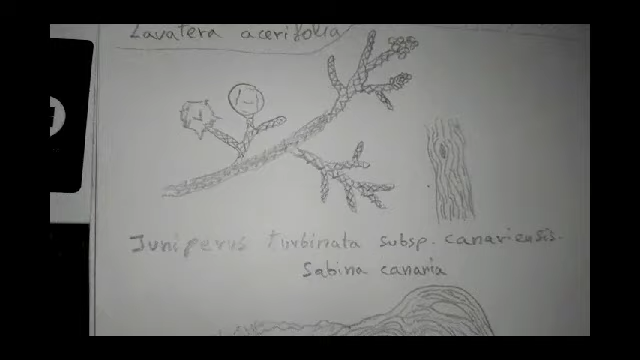 Lavatera acerifolia
Juniperus turbinata subsp. canariensis.
Sabina canaria